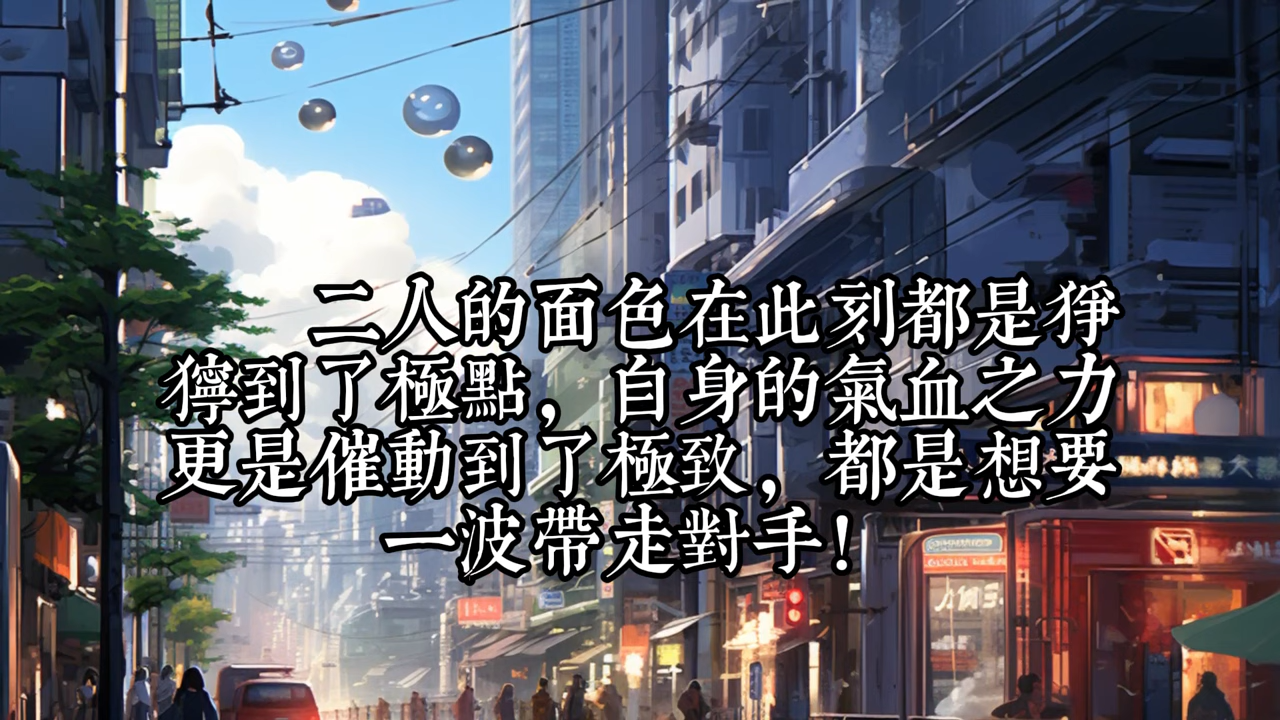 二人的面色在此刻都是猙
獰到了極點，自身的氣血之力
更是催動到了極致，都是想要
一波帶走對手！